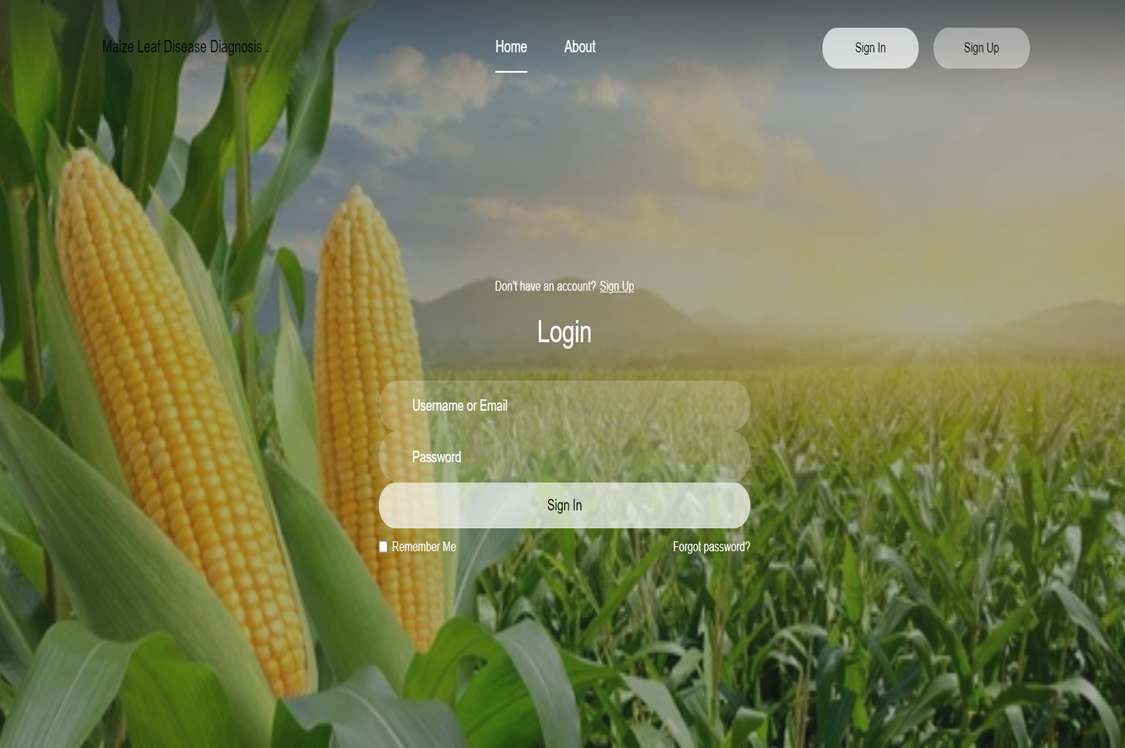 Maize Leaf Disease Diagnosis .
Home
About
Sign In
Sign Up
Don't have an account? Sign Up
Login
Username or Email
Password
Sign In
Remember Me
Forgot password?